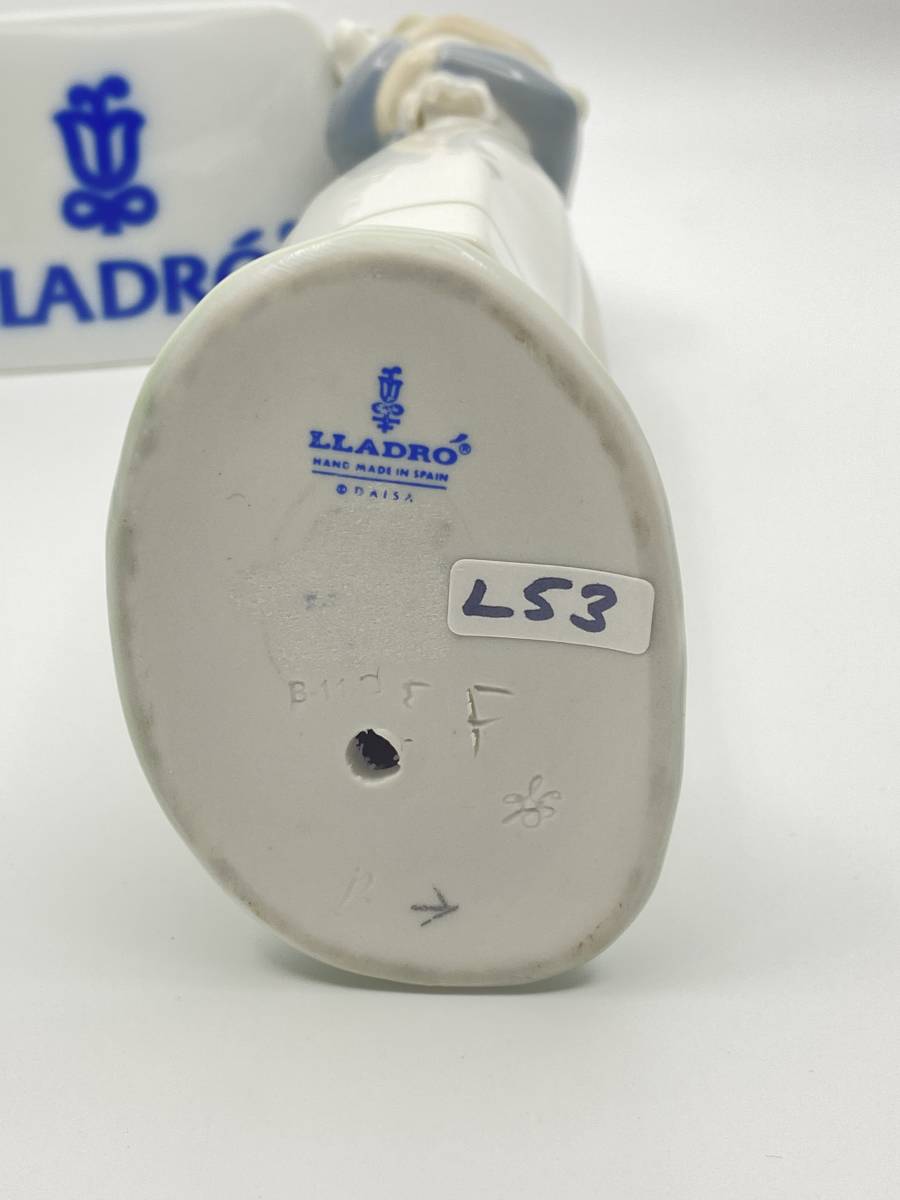 LLADRÓ
LLADRÓ®
HAND MADE IN SPAIN
© DAISA
L53
F